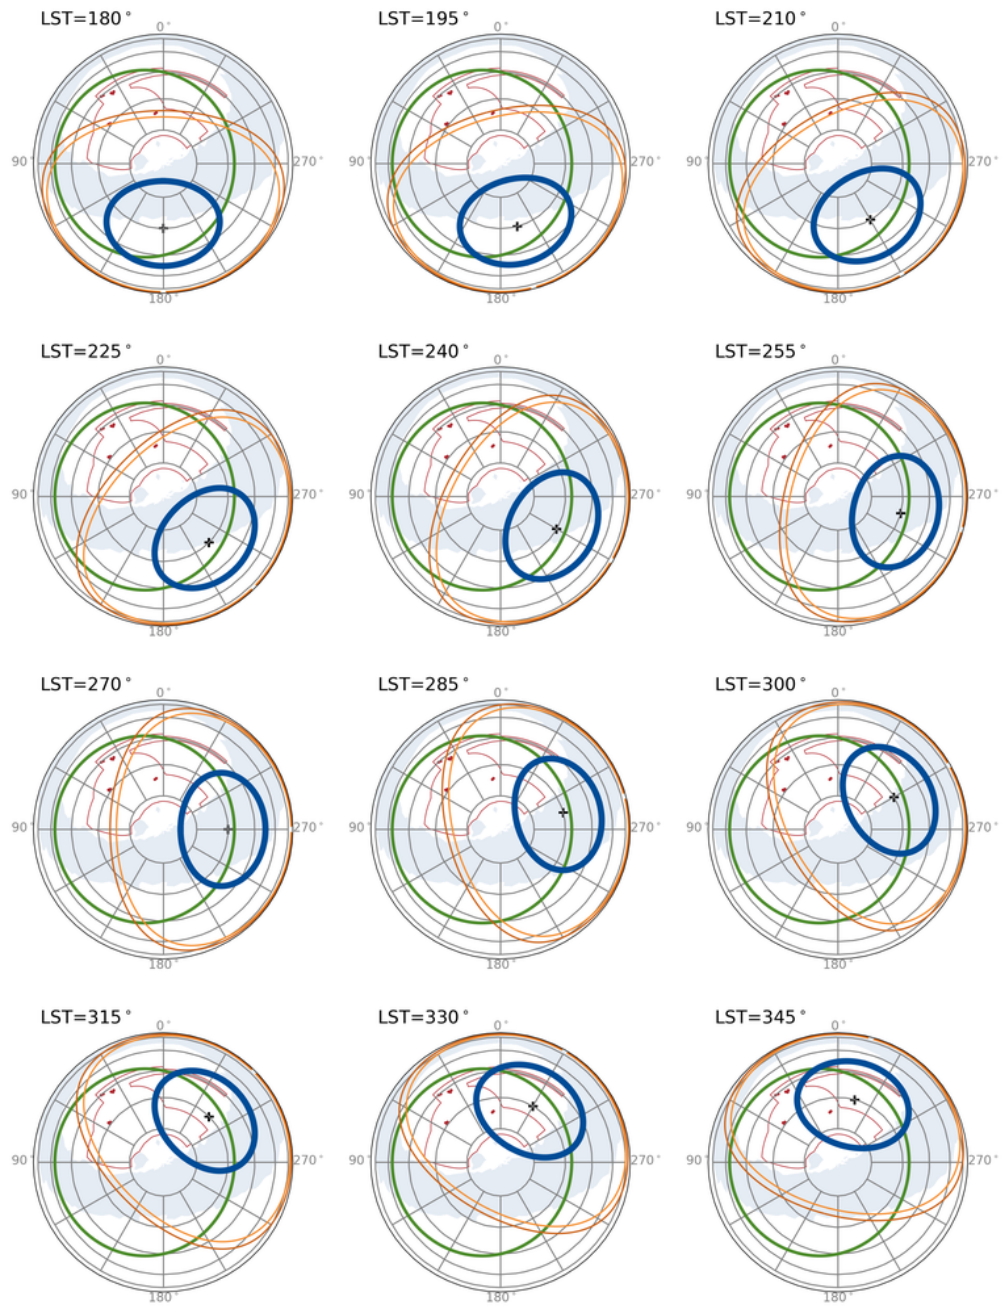 LST=180° LST=195° LST=210°
0° 0° 0°
90° 270° 90° 270° 90° 270°
180° 180° 180°
LST=225° LST=240° LST=255°
0° 0° 0°
90° 270° 90° 270° 90° 270°
180° 180° 180°
LST=270° LST=285° LST=300°
0° 0° 0°
90° 270° 90° 270° 90° 270°
180° 180° 180°
LST=315° LST=330° LST=345°
0° 0° 0°
90° 270° 90° 270° 90° 270°
180° 180° 180°